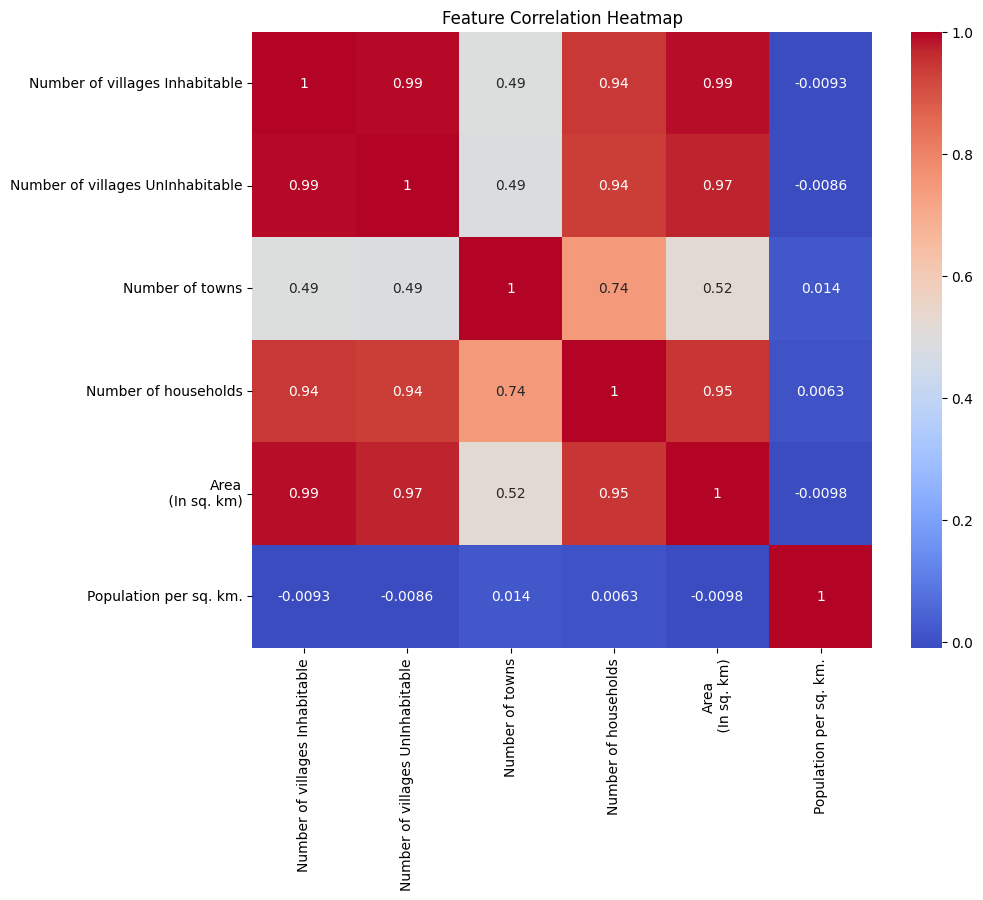 Feature Correlation Heatmap
Number of villages Inhabitable
1 0.99 0.49 0.94 0.99 -0.0093
Number of villages UnInhabitable
0.99 1 0.49 0.94 0.97 -0.0086
Number of towns
0.49 0.49 1 0.74 0.52 0.014
Number of households
0.94 0.94 0.74 1 0.95 0.0063
Area
(In sq. km)
0.99 0.97 0.52 0.95 1 -0.0098
Population per sq. km.
-0.0093 -0.0086 0.014 0.0063 -0.0098 1
Number of villages Inhabitable
Number of villages UnInhabitable
Number of towns
Number of households
Area
(In sq. km)
Population per sq. km.
1.0
0.8
0.6
0.4
0.2
0.0